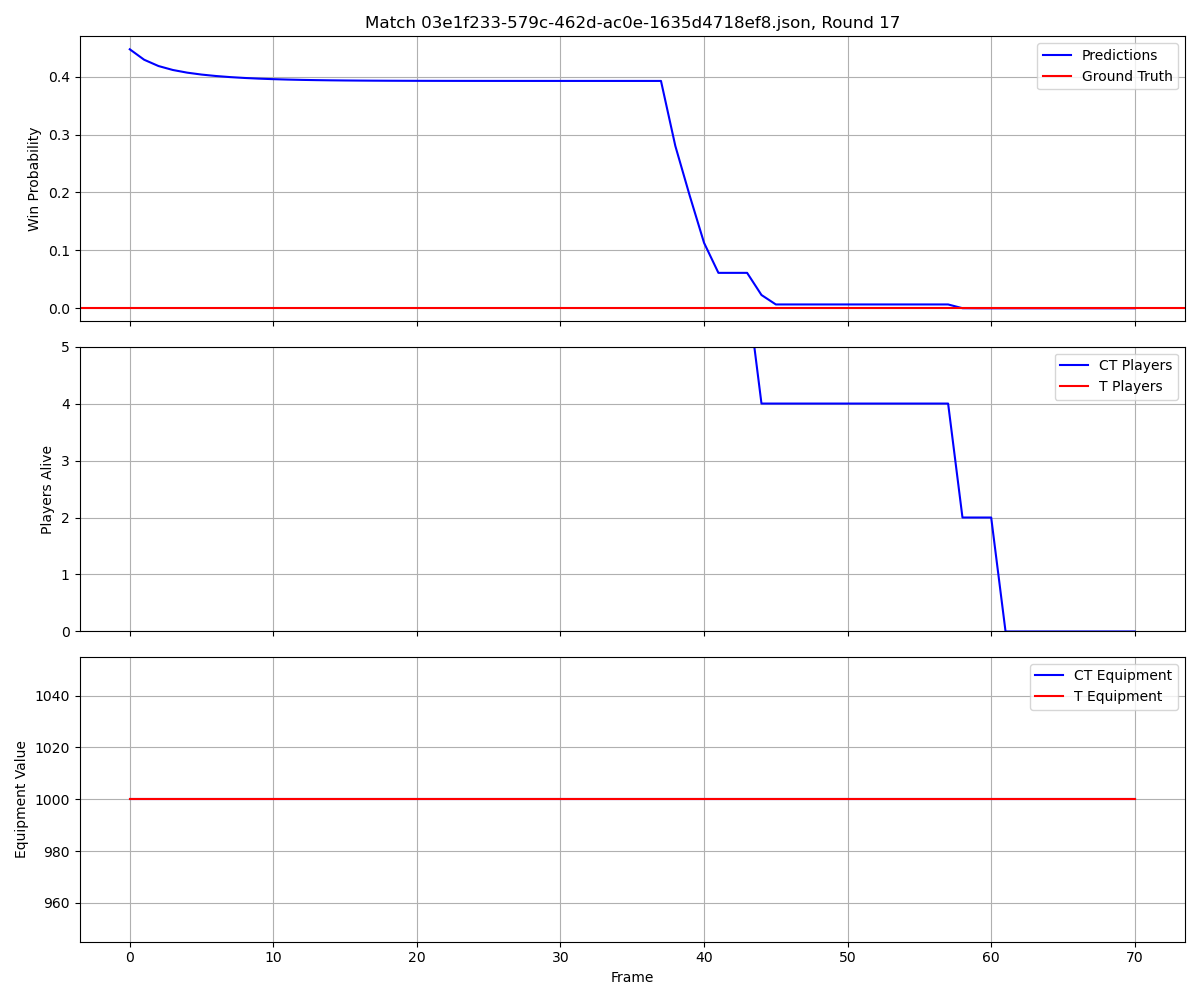 Match 03e1f233-579c-462d-ac0e-1635d4718ef8.json, Round 17
Win Probability
0.4
0.3
0.2
0.1
0.0
Predictions
Ground Truth
Players Alive
5
4
3
2
1
0
CT Players
T Players
Equipment Value
1040
1020
1000
980
960
CT Equipment
T Equipment
0 10 20 30 40 50 60 70
Frame